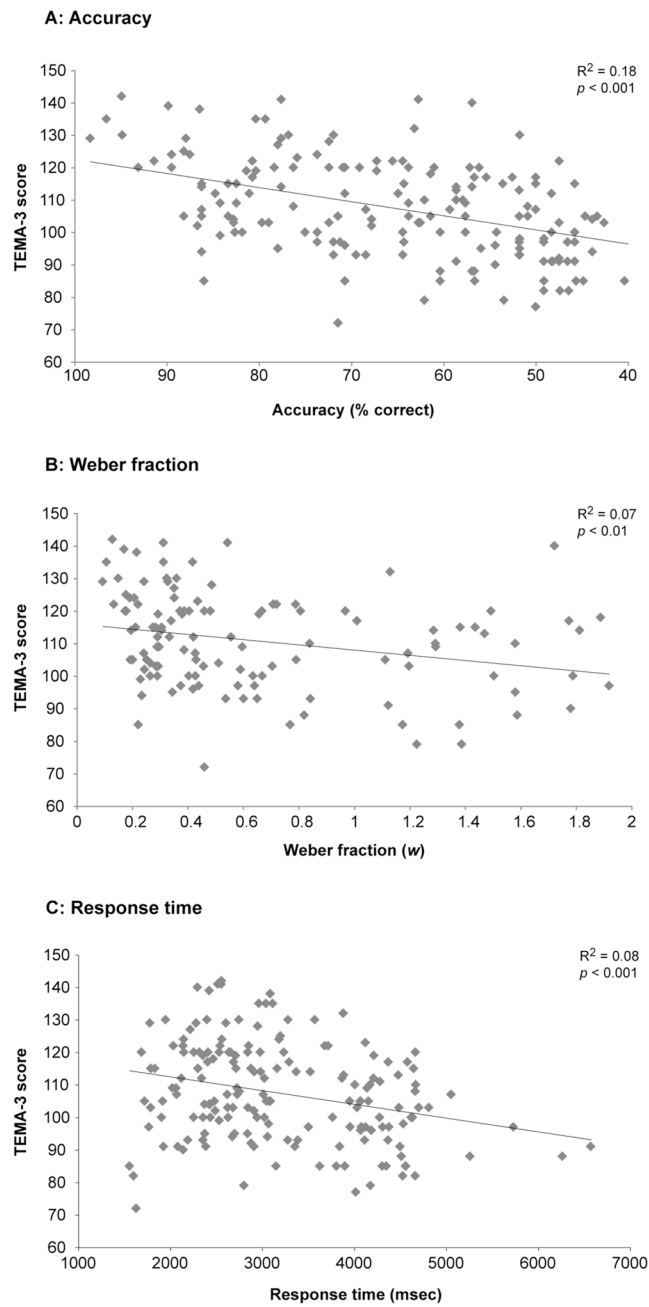 A: Accuracy
R² = 0.18
p < 0.001
150
140
130
120
110
100
90
80
70
60
TEMA-3 score
100 90 80 70 60 50 40
Accuracy (% correct)
B: Weber fraction
R² = 0.07
p < 0.01
150
140
130
120
110
100
90
80
70
60
TEMA-3 score
0 0.2 0.4 0.6 0.8 1 1.2 1.4 1.6 1.8 2
Weber fraction (w)
C: Response time
R² = 0.08
p < 0.001
150
140
130
120
110
100
90
80
70
60
TEMA-3 score
1000 2000 3000 4000 5000 6000 7000
Response time (msec)